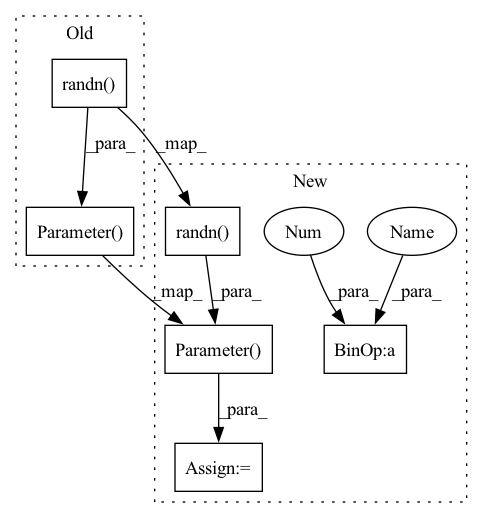 Old
randn()
_para_
_map_
New
Parameter()
randn()
Num
Name
_map_
_para_
_para_
_para_
Parameter()
BinOp:a
_para_
Assign:=